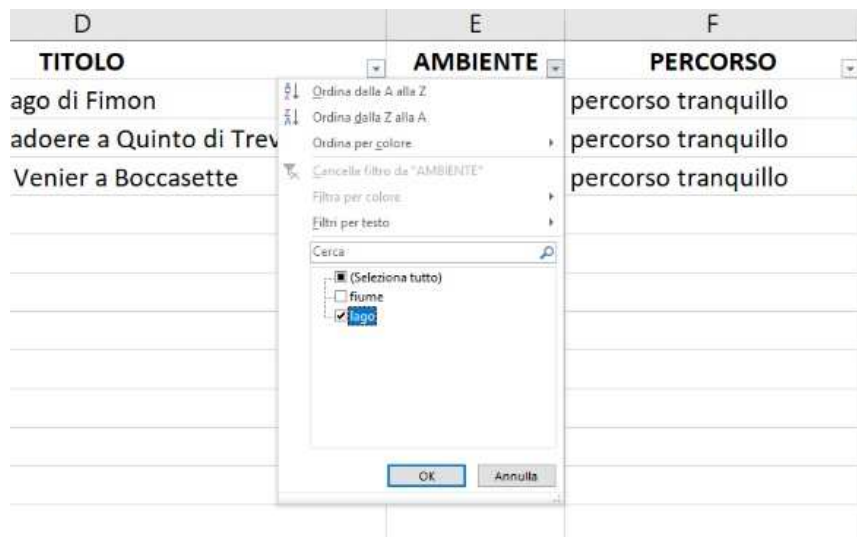 D E F
TITOLO AMBIENTE PERCORSO
ago di Fimon percorso tranquillo
adoere a Quinto di Trev percorso tranquillo
Venier a Boccasette percorso tranquillo
Ordina dalla A alla Z
Ordina dalla Z alla A
Ordina per colore
Cancella filtro da "AMBIENTE"
Filtra per colore
Filtri per testo
Cerca
(Seleziona tutto)
fiume
lago
OK Annulla